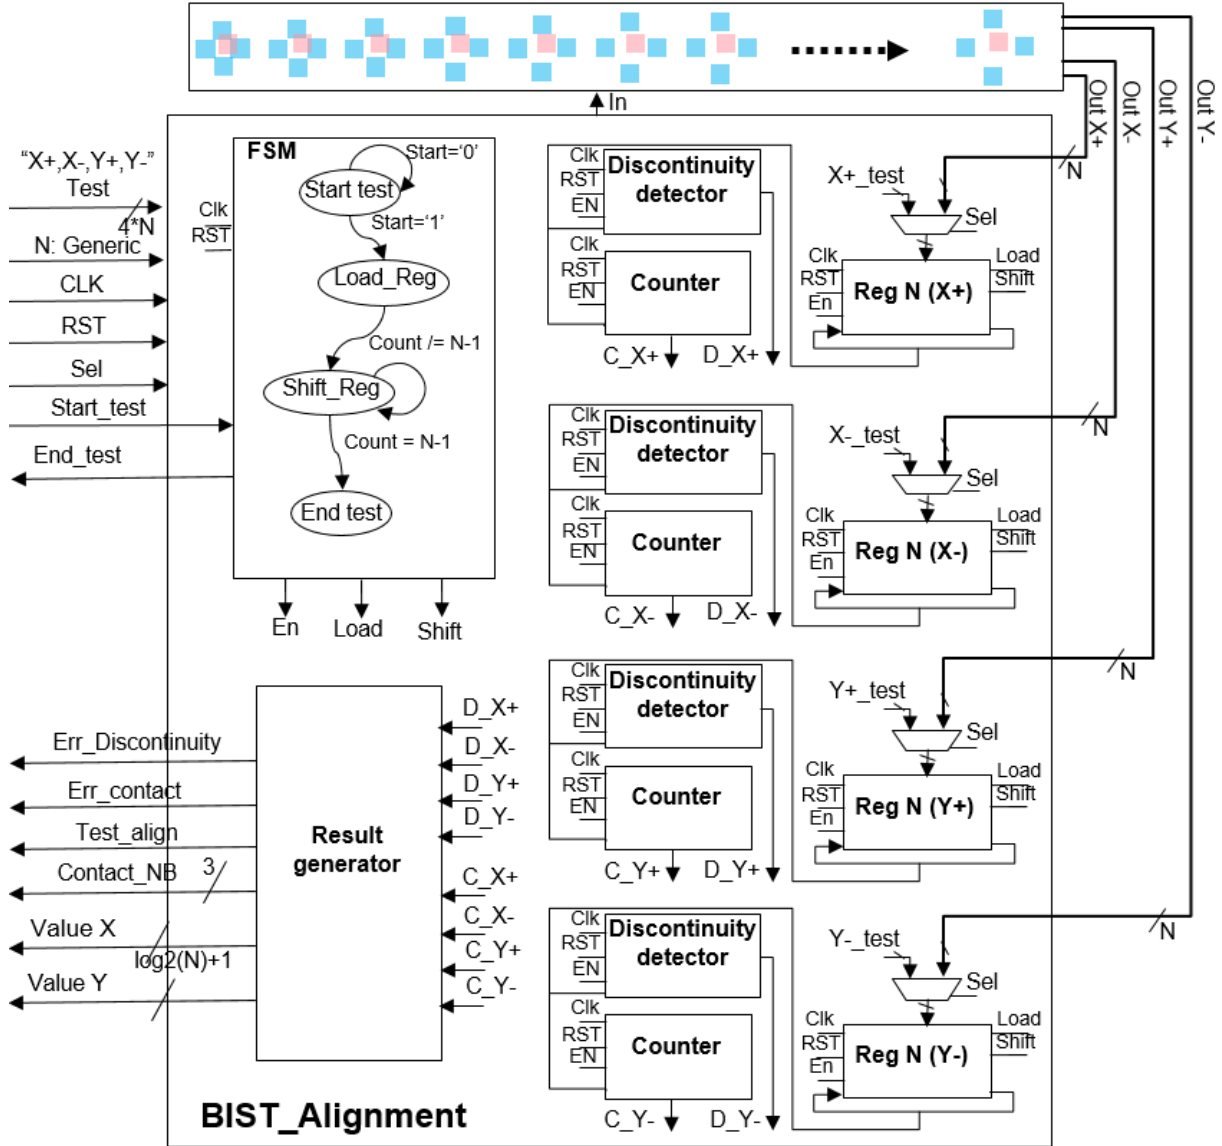 In
Out X+
Out X-
Out Y+
Out Y-
"X+,X-,Y+,Y-"
Test
4*N
N: Generic
CLK
RST
Sel
Start_test
End_test
FSM
Clk
RST
Start='0'
Start test
Start='1'
Load_Reg
Count /= N-1
Shift_Reg
Count = N-1
End test
En
Load
Shift
Clk
RST
EN
Discontinuity
detector
Clk
RST
EN
Counter
C_X+
D_X+
X+_test
N
Sel
Clk
RST
En
Reg N (X+)
Load
Shift
Clk
RST
EN
Discontinuity
detector
Clk
RST
EN
Counter
C_X-
D_X-
X-_test
N
Sel
Clk
RST
En
Reg N (X-)
Load
Shift
Clk
RST
EN
Discontinuity
detector
Clk
RST
EN
Counter
C_Y+
D_Y+
Y+_test
N
Sel
Clk
RST
En
Reg N (Y+)
Load
Shift
Clk
RST
EN
Discontinuity
detector
Clk
RST
EN
Counter
C_Y-
D_Y-
Y-_test
N
Sel
Clk
RST
En
Reg N (Y-)
Load
Shift
Result
generator
D_X+
D_X-
D_Y+
D_Y-
C_X+
C_X-
C_Y+
C_Y-
Err_Discontinuity
Err_contact
Test_align
Contact_NB
3
Value X
log2(N)+1
Value Y
BIST_Alignment